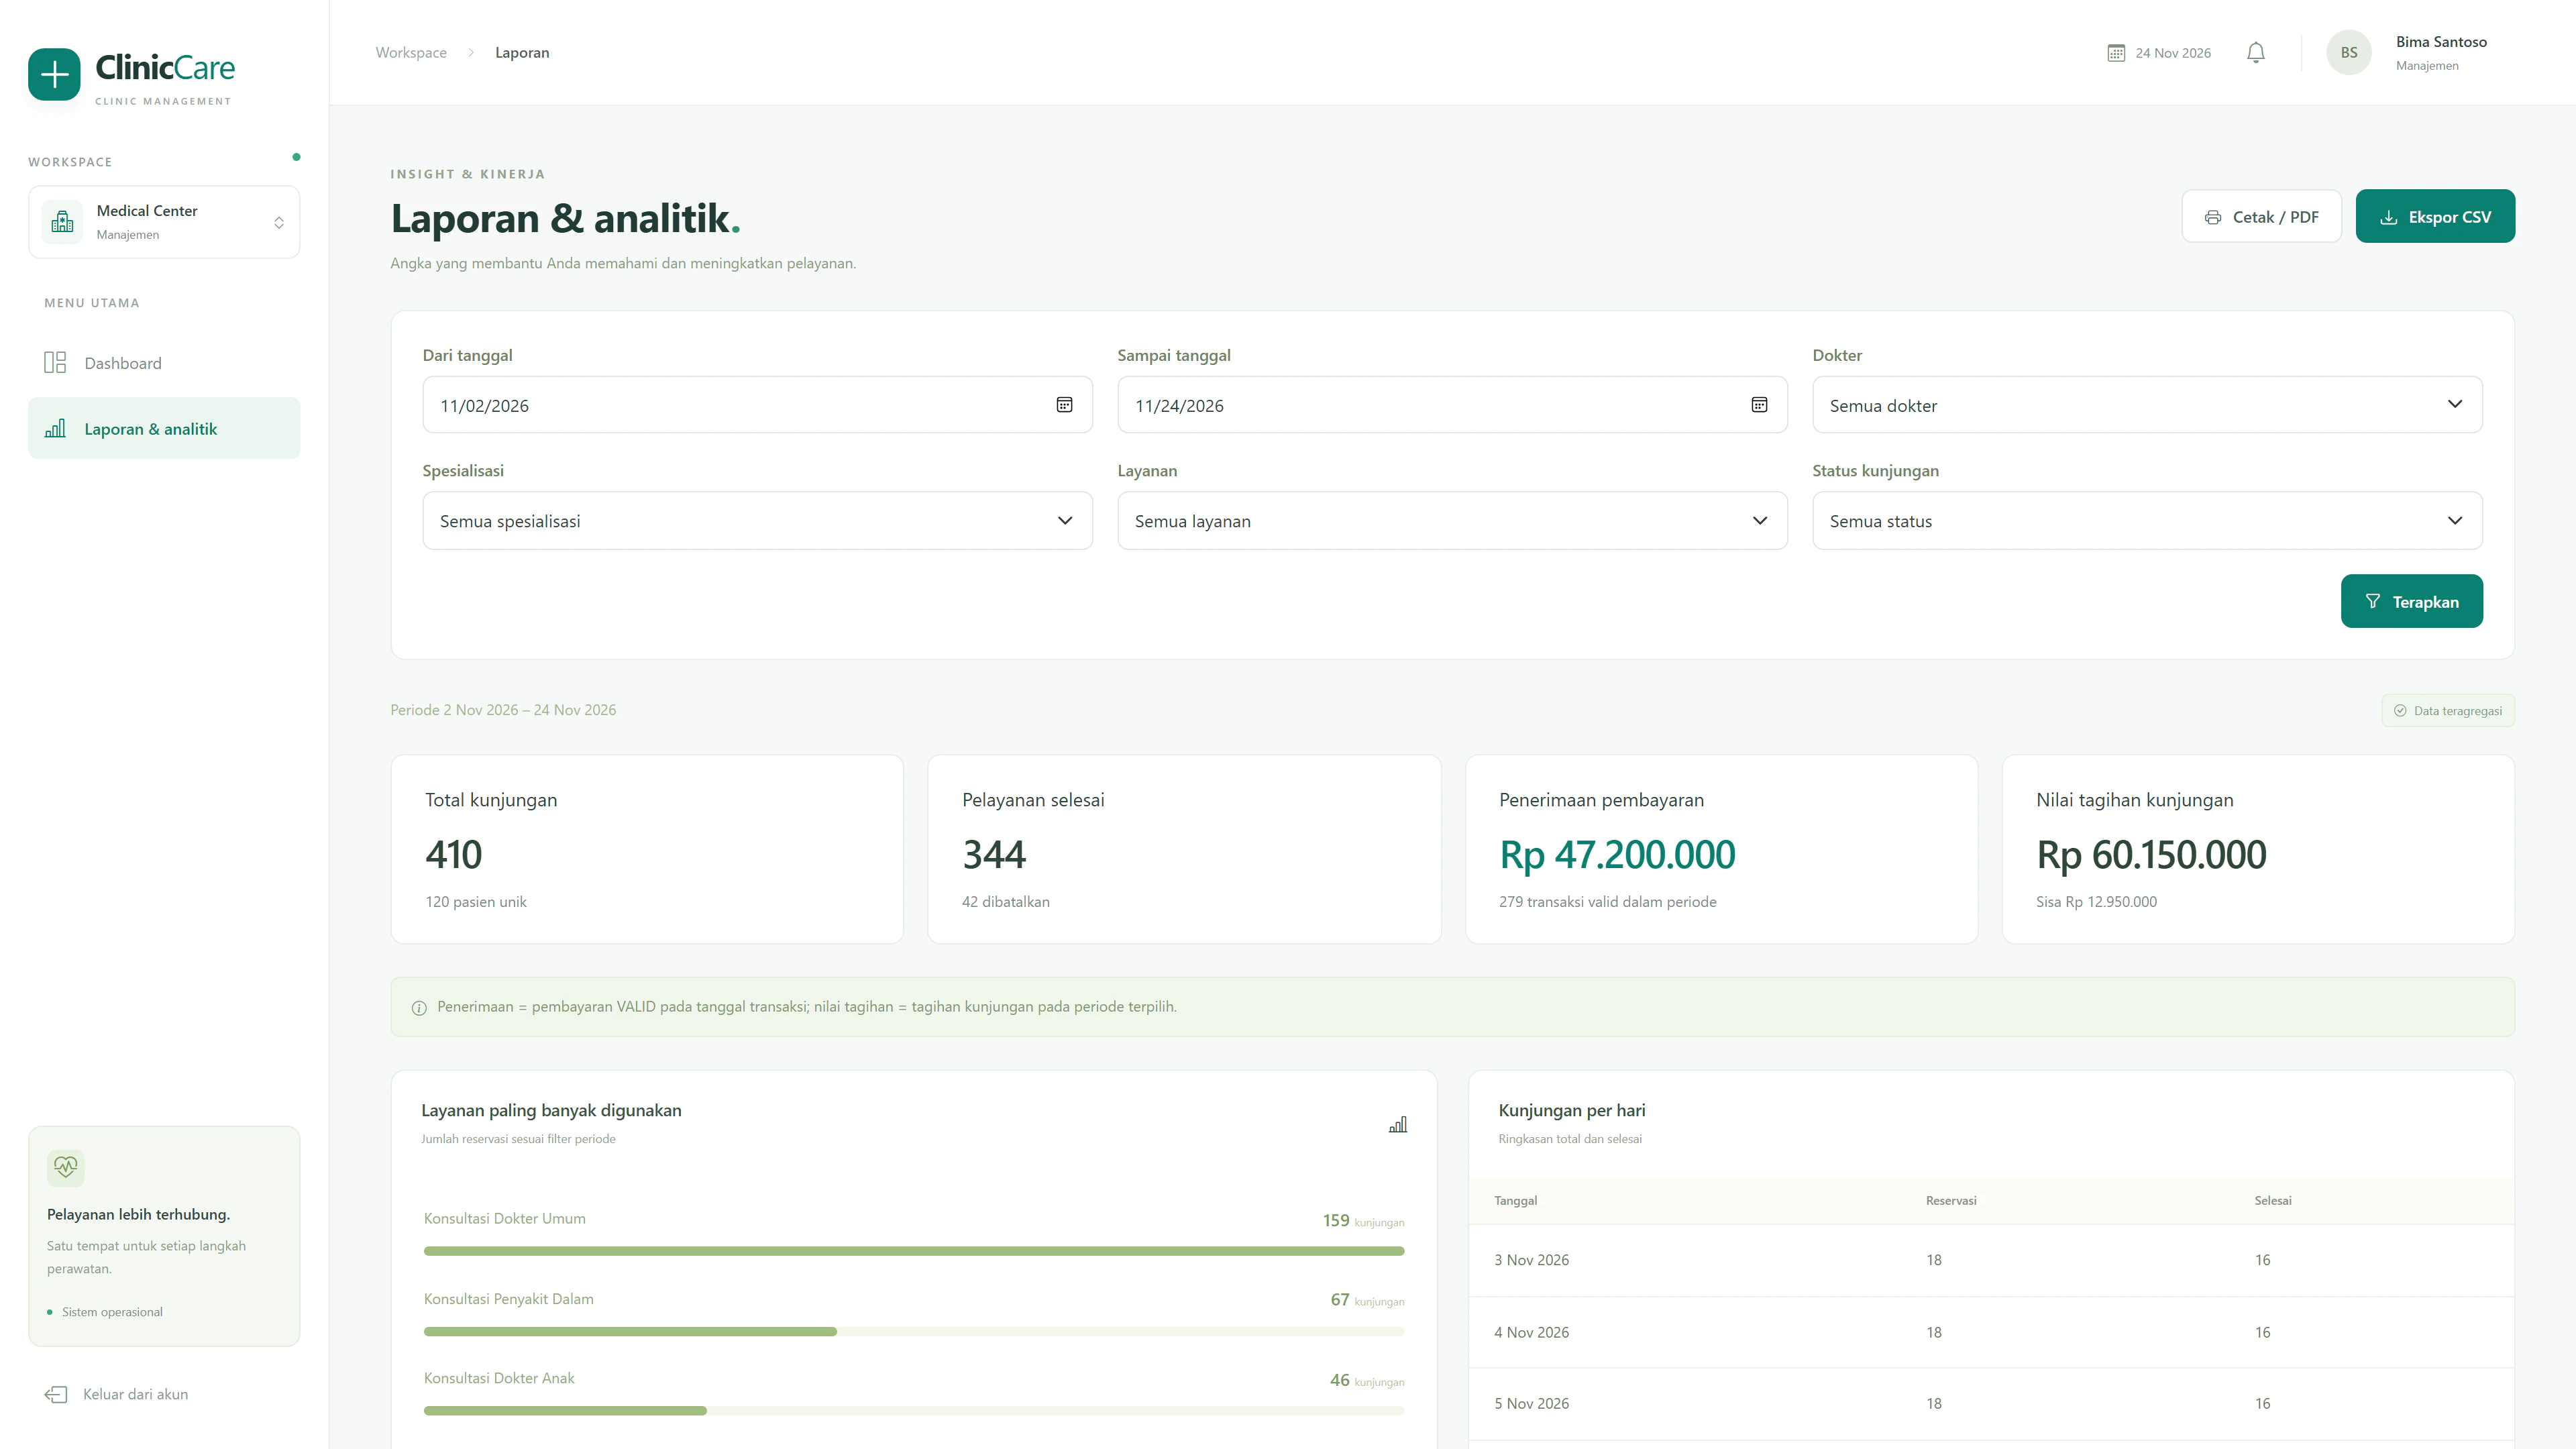 ClinicCare
CLINIC MANAGEMENT
WORKSPACE
Medical Center
Manajemen
MENU UTAMA
Dashboard
Laporan & analitik
Pelayanan lebih terhubung.
Satu tempat untuk setiap langkah
perawatan.
Sistem operasional
Keluar dari akun
Workspace
Laporan
24 Nov 2026
BS
Bima Santoso
Manajemen
INSIGHT & KINERJA
Laporan & analitik.
Angka yang membantu Anda memahami dan meningkatkan pelayanan.
Cetak / PDF
Ekspor CSV
Dari tanggal
11/02/2026
Sampai tanggal
11/24/2026
Dokter
Semua dokter
Spesialisasi
Semua spesialisasi
Layanan
Semua layanan
Status kunjungan
Semua status
Terapkan
Periode 2 Nov 2026 – 24 Nov 2026
Data teragregasi
Total kunjungan
410
120 pasien unik
Pelayanan selesai
344
42 dibatalkan
Penerimaan pembayaran
Rp 47.200.000
279 transaksi valid dalam periode
Nilai tagihan kunjungan
Rp 60.150.000
Sisa Rp 12.950.000
Penerimaan = pembayaran VALID pada tanggal transaksi; nilai tagihan = tagihan kunjungan pada periode terpilih.
Layanan paling banyak digunakan
Jumlah reservasi sesuai filter periode
Konsultasi Dokter Umum 159 kunjungan
Konsultasi Penyakit Dalam 67 kunjungan
Konsultasi Dokter Anak 46 kunjungan
Kunjungan per hari
Ringkasan total dan selesai
Tanggal Reservasi Selesai
3 Nov 2026 18 16
4 Nov 2026 18 16
5 Nov 2026 18 16